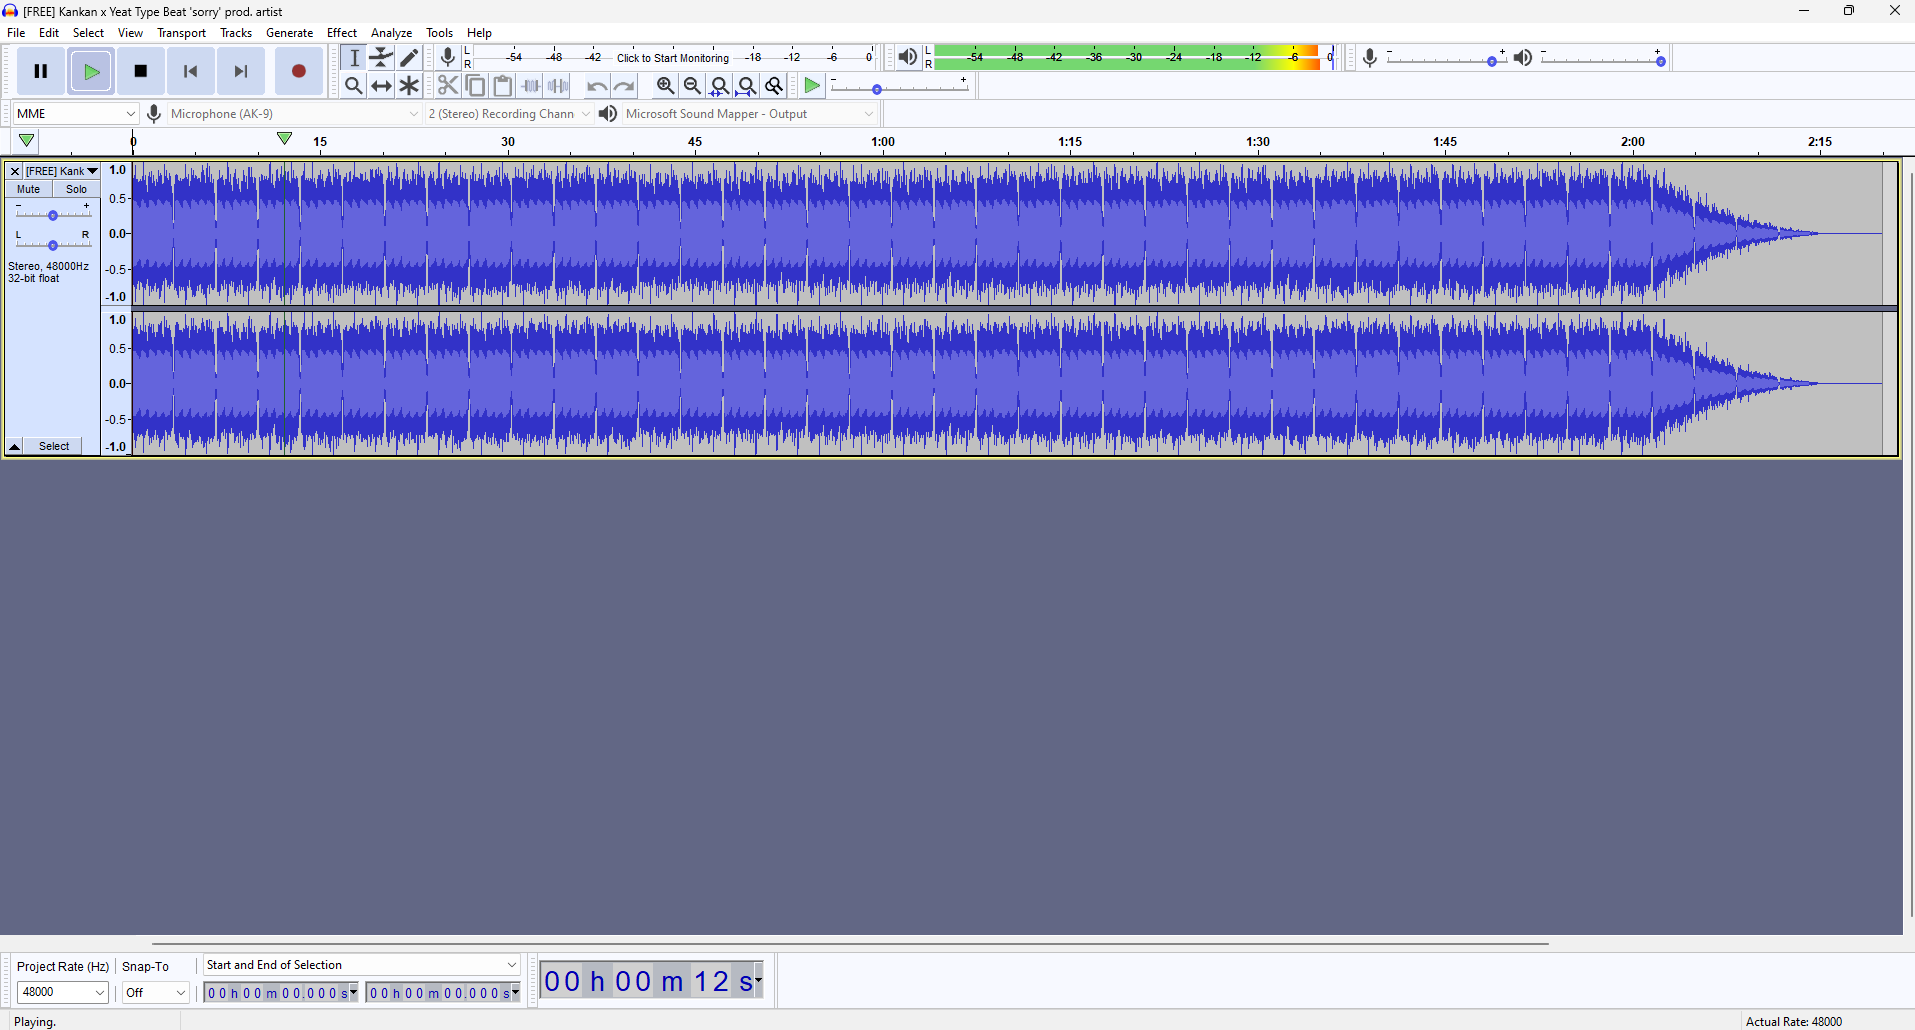 [FREE] Kankan x Yeat Type Beat 'sorry' prod. artist
File Edit Select View Transport Tracks Generate Effect Analyze Tools Help
L R -54 -48 -42 Click to Start Monitoring -18 -12 -6 0
L R -54 -48 -42 -36 -30 -24 -18 -12 -6 0
- +
- +
- +
MME Microphone (AK-9) 2 (Stereo) Recording Chann Microsoft Sound Mapper - Output
0 15 30 45 1:00 1:15 1:30 1:45 2:00 2:15
[FREE] Kank
Mute Solo
- +
L R
Stereo, 48000Hz
32-bit float
Select
1.0
0.5-
0.0-
-0.5-
-1.0
1.0
0.5-
0.0-
-0.5-
-1.0
Project Rate (Hz) Snap-To Start and End of Selection
48000 Off 00 h 00 m 00.000 s 00 h 00 m 00.000 s
00 h 00 m 12 s
Playing. Actual Rate: 48000